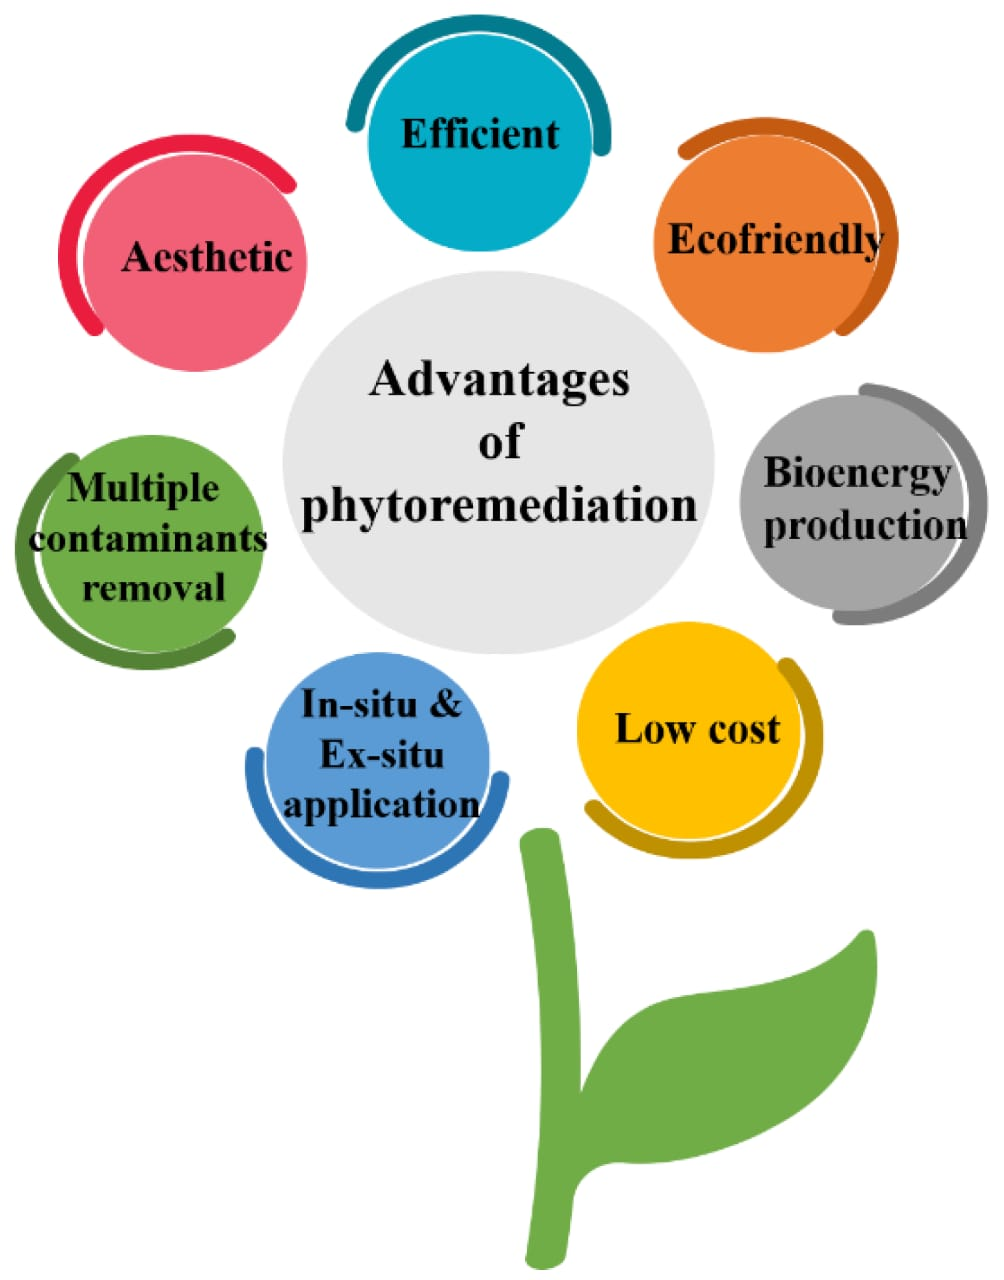 Efficient
Ecofriendly
Aesthetic
Advantages
of
phytoremediation
Bioenergy
production
Multiple
contaminants
removal
In-situ &
Ex-situ
application
Low cost